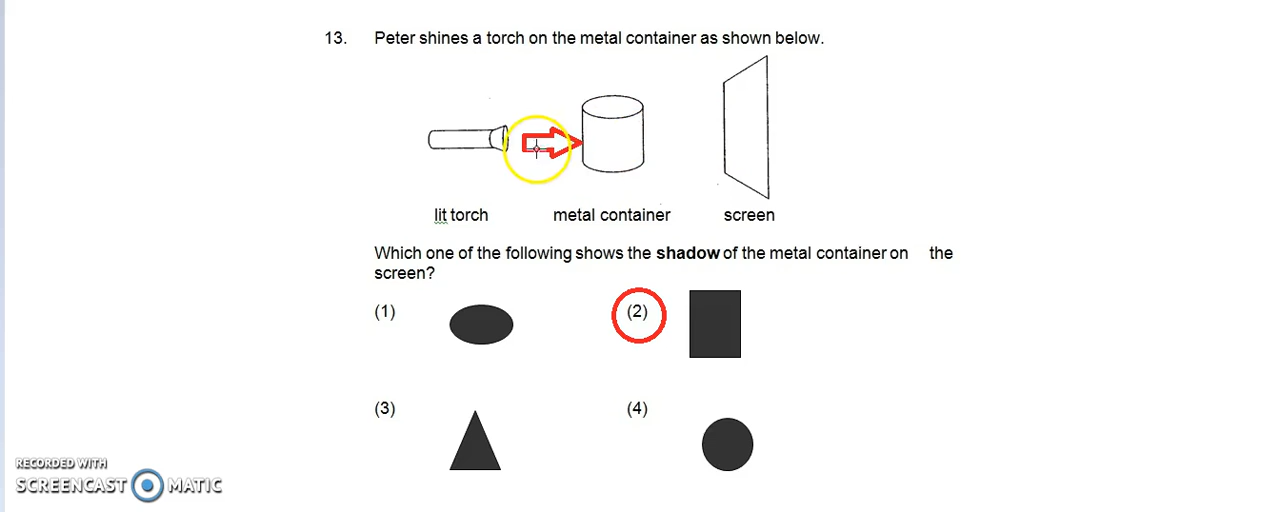 13. Peter shines a torch on the metal container as shown below.
lit torch metal container screen
Which one of the following shows the shadow of the metal container on the
screen?
(1) (2)
(3) (4)
RECORDED WITH
SCREENCAST MATIC